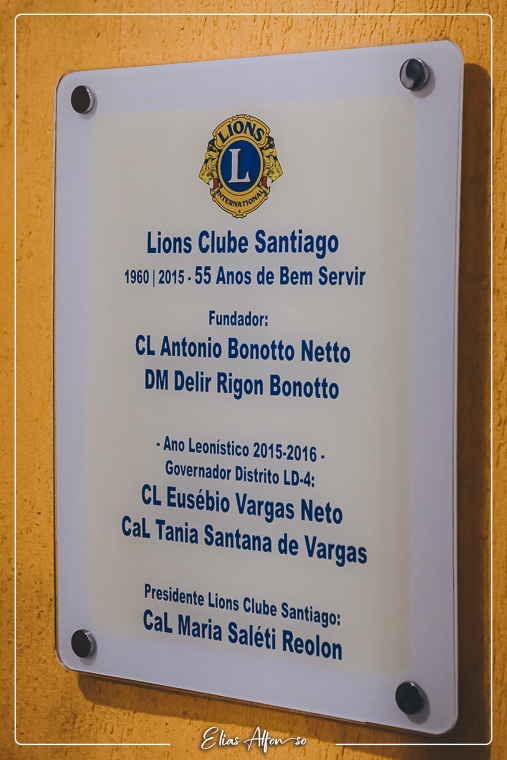 LIONS
L
INTERNATIONAL
Lions Clube Santiago
1960 | 2015 - 55 Anos de Bem Servir
Fundador:
CL Antonio Bonotto Netto
DM Delir Rigon Bonotto
- Ano Leonístico 2015-2016 -
Governador Distrito LD-4:
CL Eusébio Vargas Neto
CaL Tania Santana de Vargas
Presidente Lions Clube Santiago:
CaL Maria Saléti Reolon
Elias Alfonso